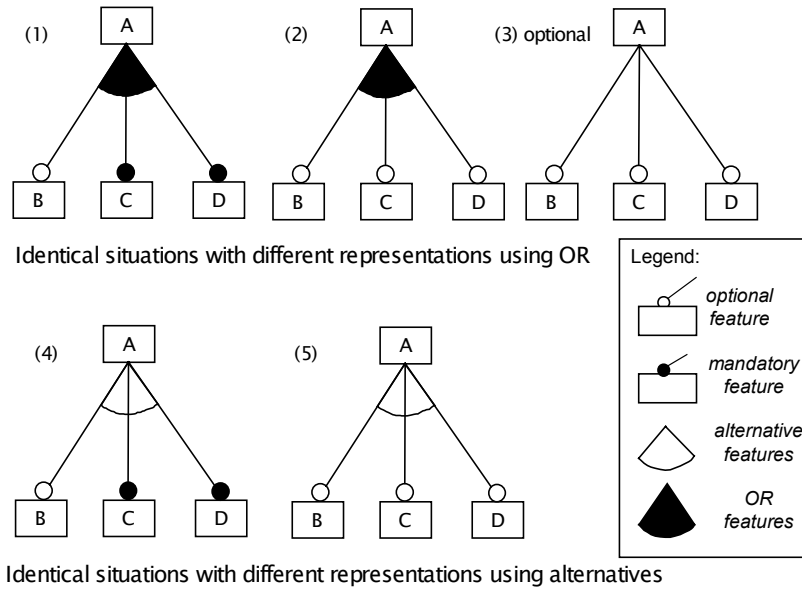 (1) A (2) A (3) optional A
B C D B C D B C D
Identical situations with different representations using OR
Legend:
optional
feature
mandatory
feature
alternative
features
OR
features
(4) A (5) A
B C D B C D
Identical situations with different representations using alternatives